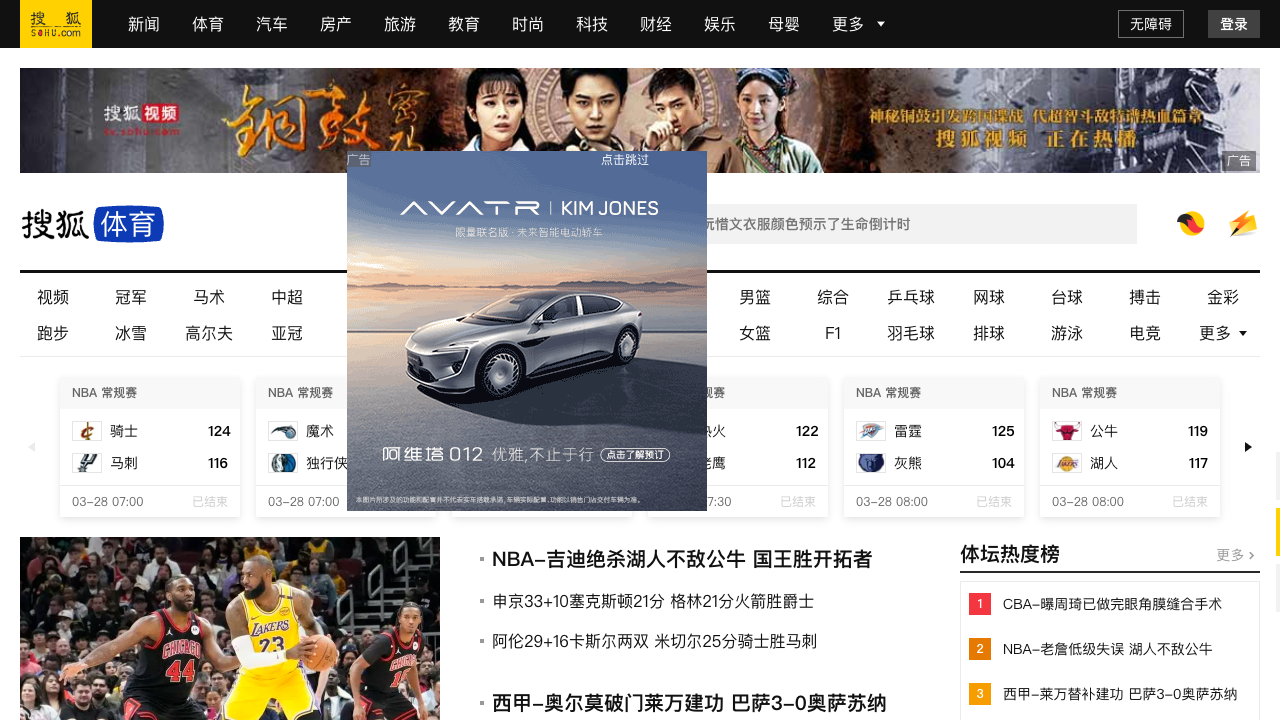 搜狐
SOHU.com
新闻 体育 汽车 房产 旅游 教育 时尚 科技 财经 娱乐 母婴 更多
无障碍 登录
搜狐视频
tv.sohu.com
铜鼓密
神秘铜鼓引发跨国谍战 代超智斗敌特谱热血篇章
搜狐视频 正在热播
广告
广告 点击跳过
AVATR | KIM JONES
限量联名版 · 未来智能电动轿车
阿维塔 012 优雅,不止于行 点击了解预订
本图片所涉及的功能和配置并不代表实车搭载承诺,车辆实际配置,功能以销售门店交付车辆为准。
搜狐 体育
玩惜文衣服颜色预示了生命倒计时
视频 冠军 马术 中超 男篮 综合 乒乓球 网球 台球 搏击 金彩
跑步 冰雪 高尔夫 亚冠 女篮 F1 羽毛球 排球 游泳 电竞 更多
NBA 常规赛
骑士 124
马刺 116
03-28 07:00 已结束
NBA 常规赛
魔术
独行侠
03-28 07:00
规赛
热火 122
老鹰 112
7:30 已结束
NBA 常规赛
雷霆 125
灰熊 104
03-28 08:00 已结束
NBA 常规赛
公牛 119
湖人 117
03-28 08:00 已结束
CHICAGO
44
LAKERS
23
NBA-吉迪绝杀湖人不敌公牛 国王胜开拓者
申京33+10塞克斯顿21分 格林21分火箭胜爵士
阿伦29+16卡斯尔两双 米切尔25分骑士胜马刺
西甲-奥尔莫破门莱万建功 巴萨3-0奥萨苏纳
体坛热度榜 更多
1 CBA-曝周琦已做完眼角膜缝合手术
2 NBA-老詹低级失误 湖人不敌公牛
3 西甲-莱万替补建功 巴萨3-0奥萨苏纳